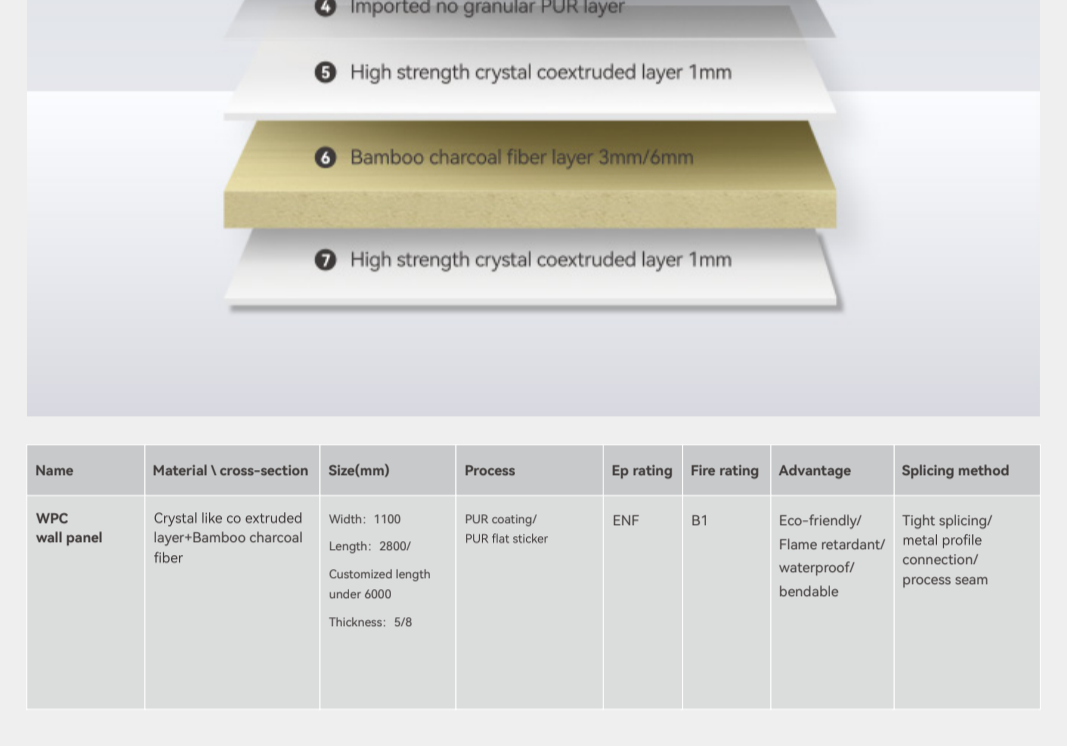 4 Imported no granular PUR layer
5 High strength crystal coextruded layer 1mm
6 Bamboo charcoal fiber layer 3mm/6mm
7 High strength crystal coextruded layer 1mm
Name Material \ cross-section Size(mm) Process Ep rating Fire rating Advantage Splicing method
WPC
wall panel
Crystal like co extruded
layer+Bamboo charcoal
fiber
Width: 1100
Length: 2800/
Customized length
under 6000
Thickness: 5/8
PUR coating/
PUR flat sticker
ENF
B1
Eco-friendly/
Flame retardant/
waterproof/
bendable
Tight splicing/
metal profile
connection/
process seam